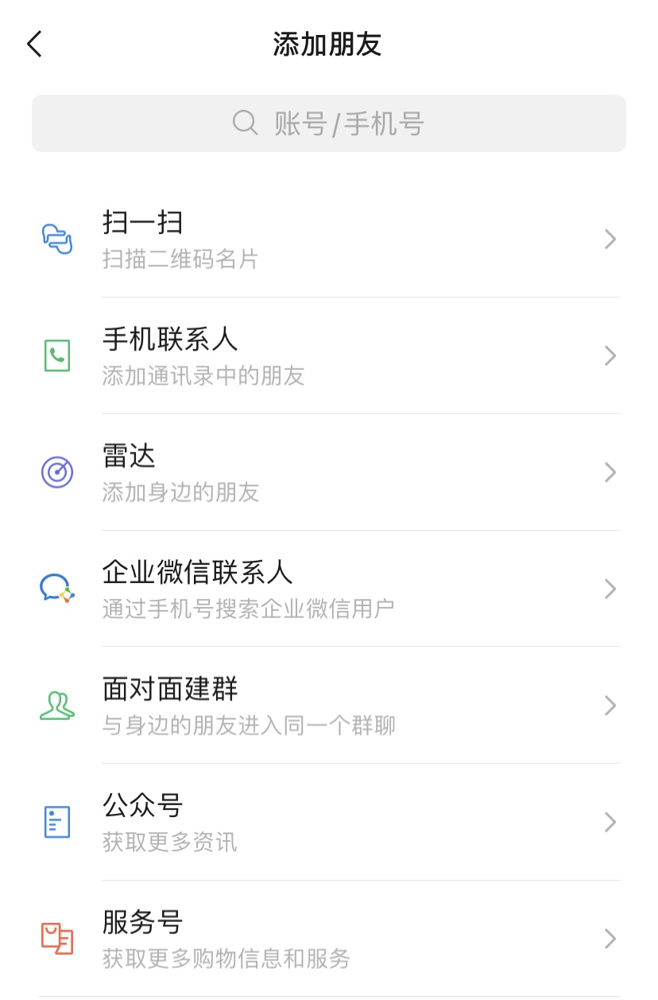 添加朋友
账号/手机号
扫一扫
扫描二维码名片
手机联系人
添加通讯录中的朋友
雷达
添加身边的朋友
企业微信联系人
通过手机号搜索企业微信用户
面对面建群
与身边的朋友进入同一个群聊
公众号
获取更多资讯
服务号
获取更多购物信息和服务